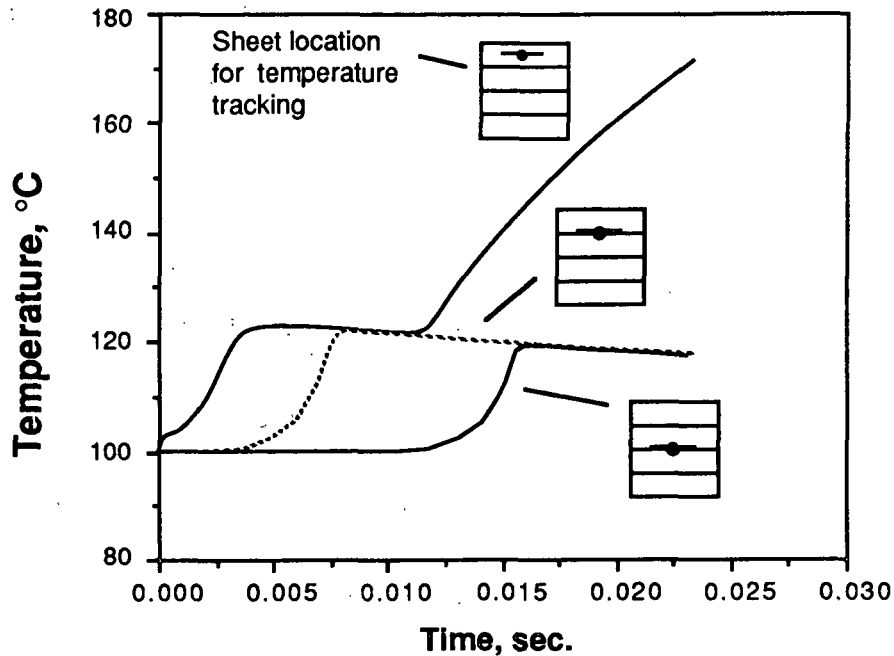 180
160
140
120
100
80
Temperature, °C
Sheet location
for temperature
tracking
0.000 0.005 0.010 0.015 0.020 0.025 0.030
Time, sec.